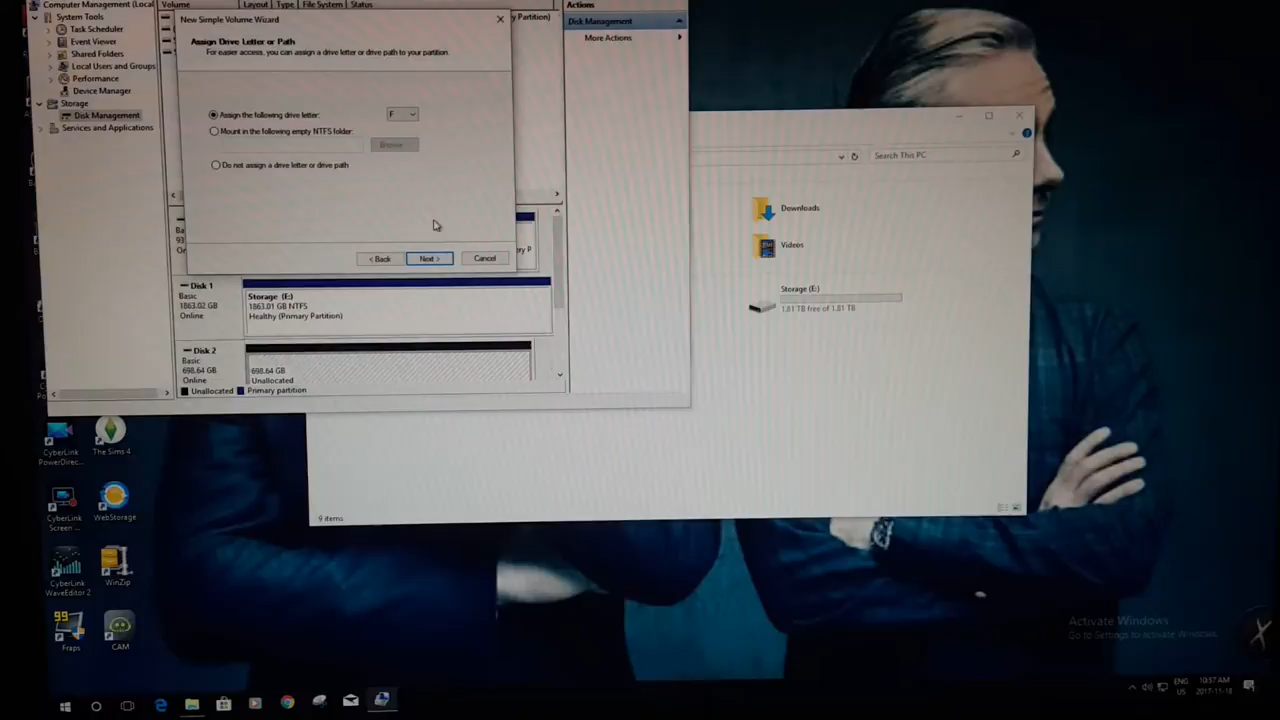 Computer Management (Local
System Tools
Task Scheduler
Event Viewer
Shared Folders
Local Users and Groups
Performance
Device Manager
Storage
Disk Management
Services and Applications
Volume
Layout
Type
File System
Status
y Partition)
New Simple Volume Wizard
Assign Drive Letter or Path
For easier access, you can assign a drive letter or drive path to your partition.
Assign the following drive letter:
F
Mount in the following empty NTFS folder:
Browse
Do not assign a drive letter or drive path
< Back
Next >
Cancel
Ba
93
On
ery P
Disk 1
Basic
1863.02 GB
Online
Storage (E:)
1863.01 GB NTFS
Healthy (Primary Partition)
Disk 2
Basic
698.64 GB
Online
698.64 GB
Unallocated
Unallocated
Primary partition
Actions
Disk Management
More Actions
Search This PC
Downloads
Videos
Storage (E:)
1.81 TB free of 1.81 TB
9 items
CyberLink
PowerDirec...
The Sims 4
CyberLink
Screen ...
WebStorage
CyberLink
WaveEditor 2
WinZip
99
Fraps
CAM
Activate Windows
Go to Settings to activate Windows.
X
ENG
US
10:57 AM
2017-11-18